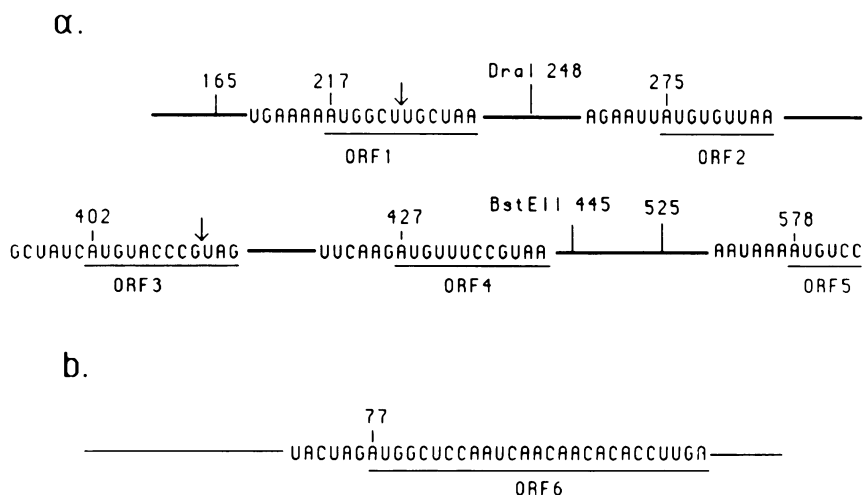 a.
165 217 DraI 248 275
UGAAAAAUGGCUUGCUAA AGAAUUAUGUGUUAA
ORF1 ORF2
402 427 BstEII 445 525 578
GCUAUCAUGUACCCGUAG UUCAAGAUGUUUCCGUAA AAUAAAAUGUCC
ORF3 ORF4 ORF5
b.
77
UACUAGAUGGCUCCAAUCAACAACACACCUUGA
ORF6